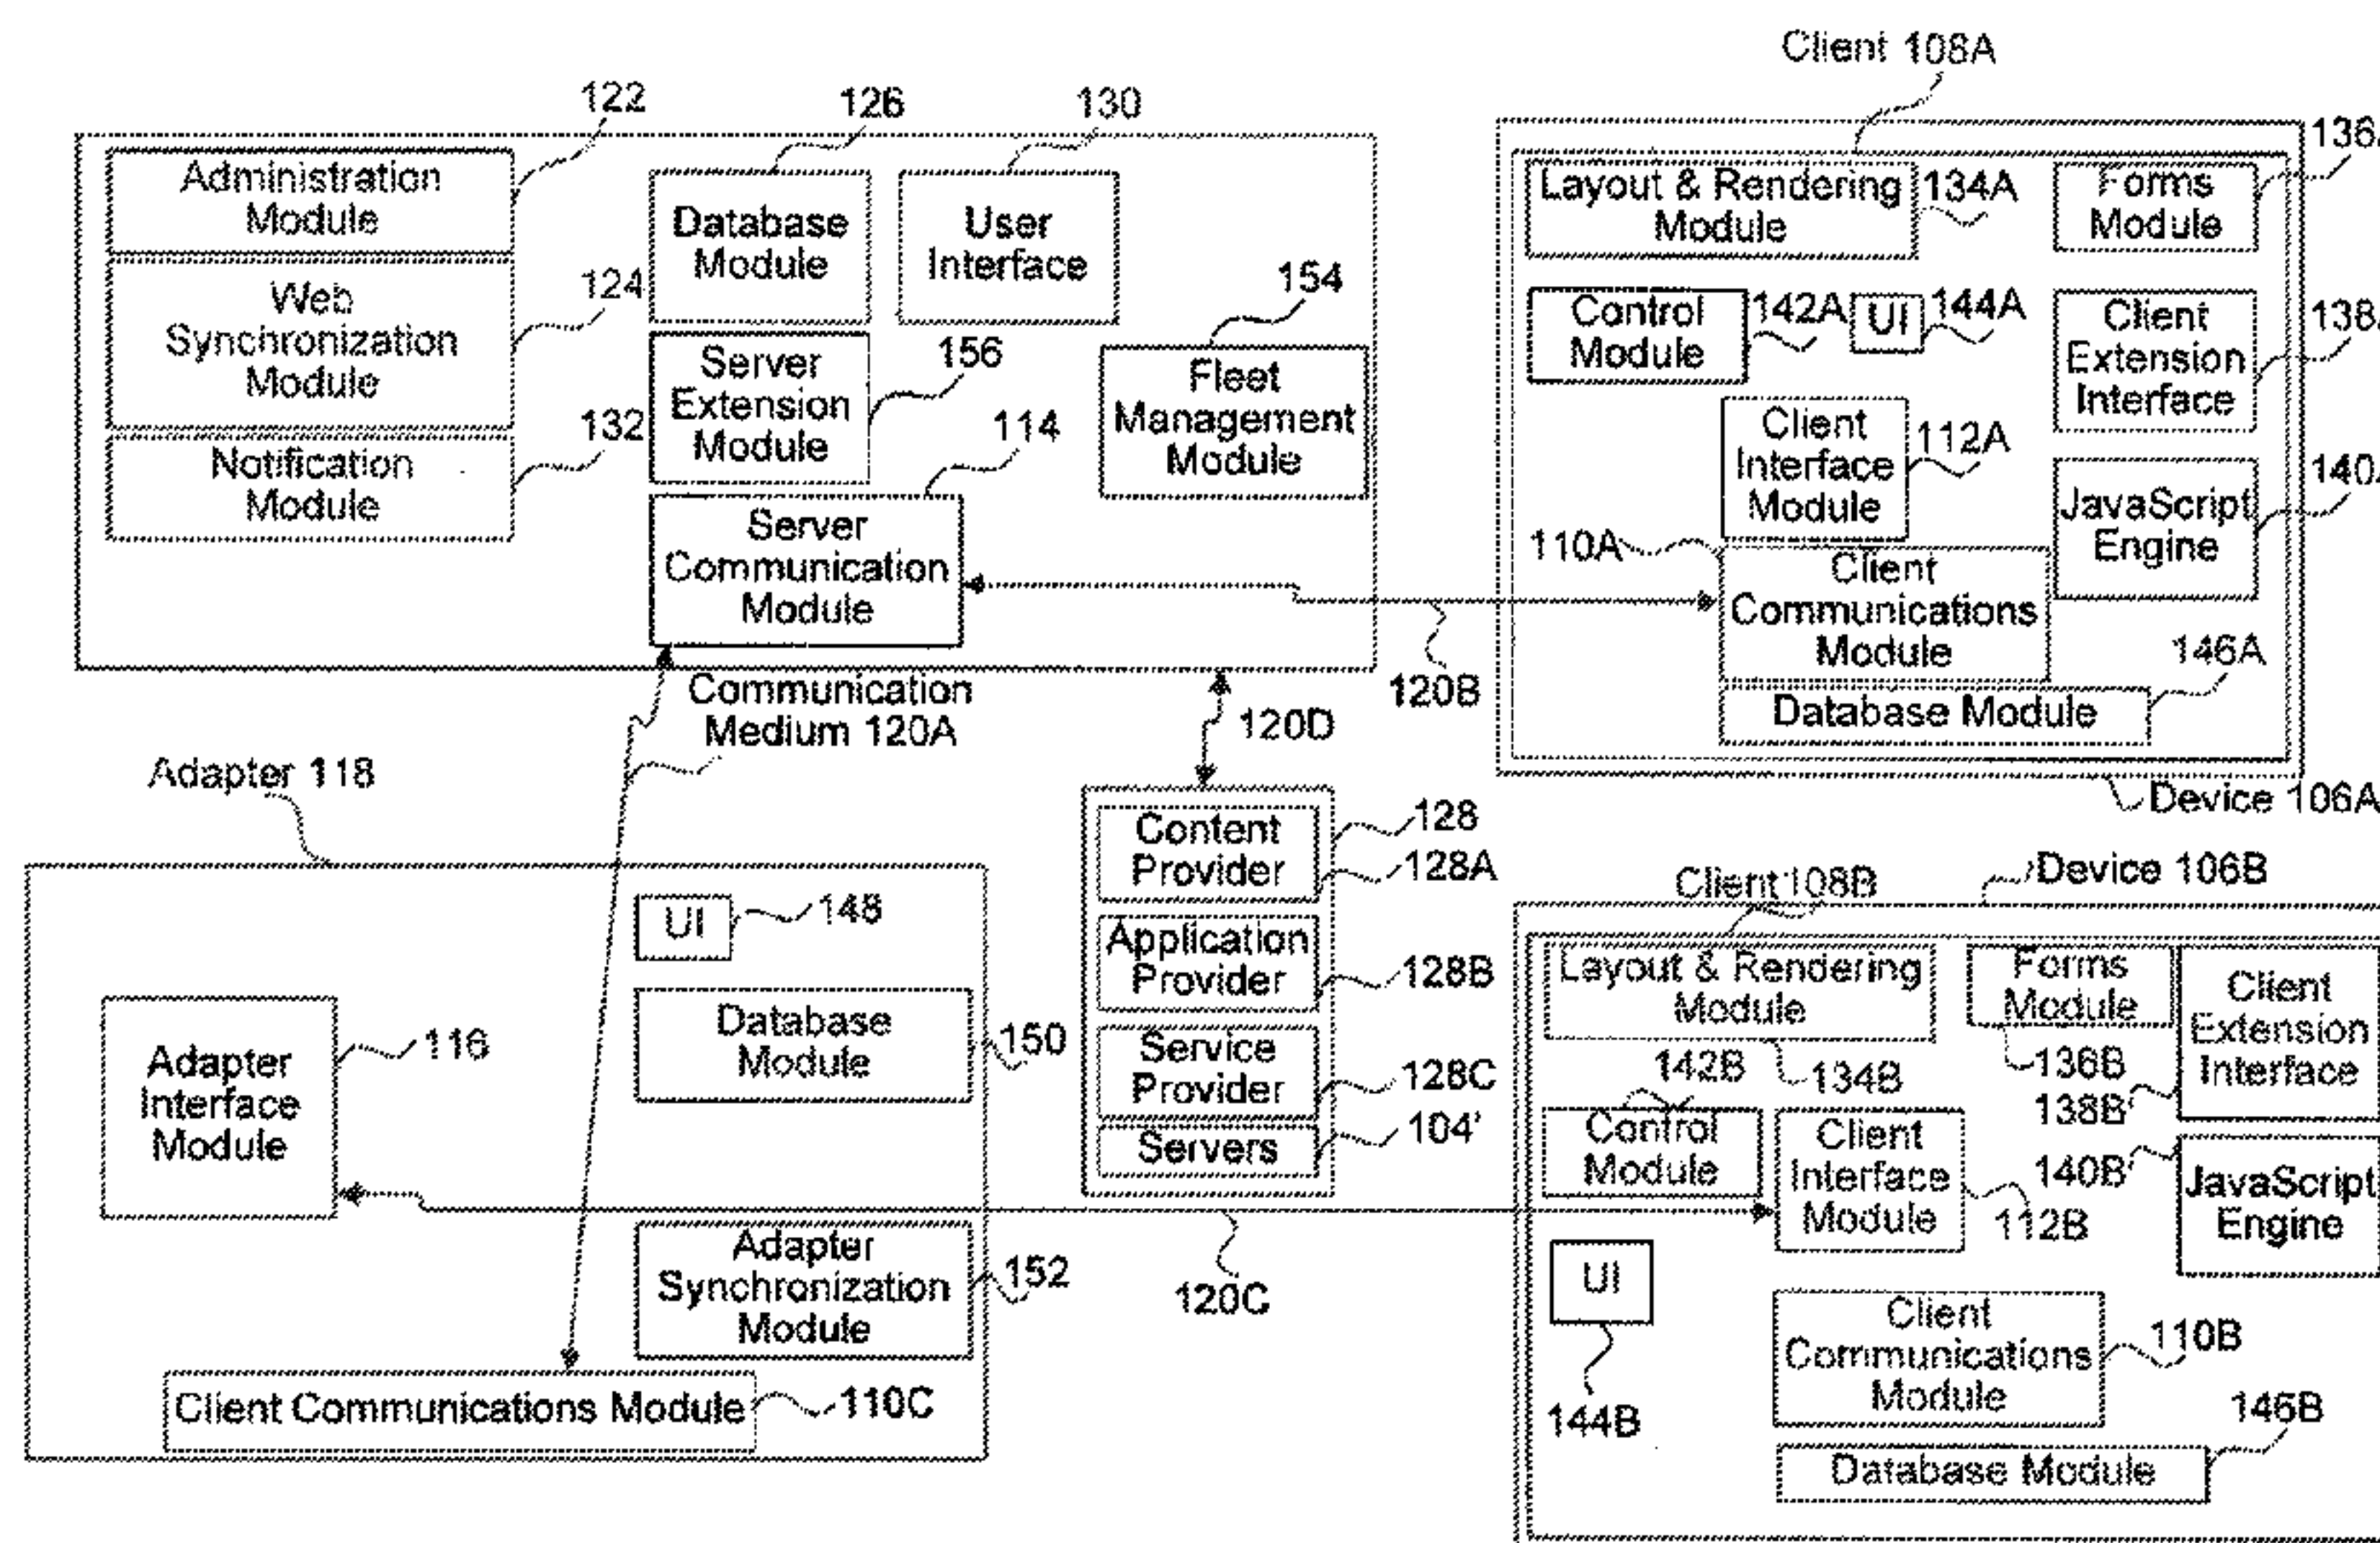 122
126
130
Administration
Module
Web
Synchronization
Module
124
Notification
Module
132
Database
Module
User
Interface
154
Server
Extension
Module
156
Fleet
Management
Module
114
Server
Communication
Module
Communication
Medium 120A
120B
120D
Client 108A
Layout & Rendering
Module
134A
Forms
Module
136
Control
Module
142A
UI
144A
Client
Extension
Interface
138
Client
Interface
Module
112A
JavaScript
Engine
140
110A
Client
Communications
Module
146A
Database Module
Device 106A
Adapter 118
UI
148
Database
Module
150
Adapter
Interface
Module
116
Adapter
Synchronization
Module
152
Client Communications Module
110C
Content
Provider
128
128A
Application
Provider
128B
Service
Provider
128C
Servers
104'
120C
Client 108B
Device 106B
Layout & Rendering
Module
134B
Forms
Module
136B
Client
Extension
Interface
138B
142B
Control
Module
Client
Interface
Module
112B
140B
JavaScript
Engine
UI
144B
Client
Communications
Module
110B
146B
Database Module